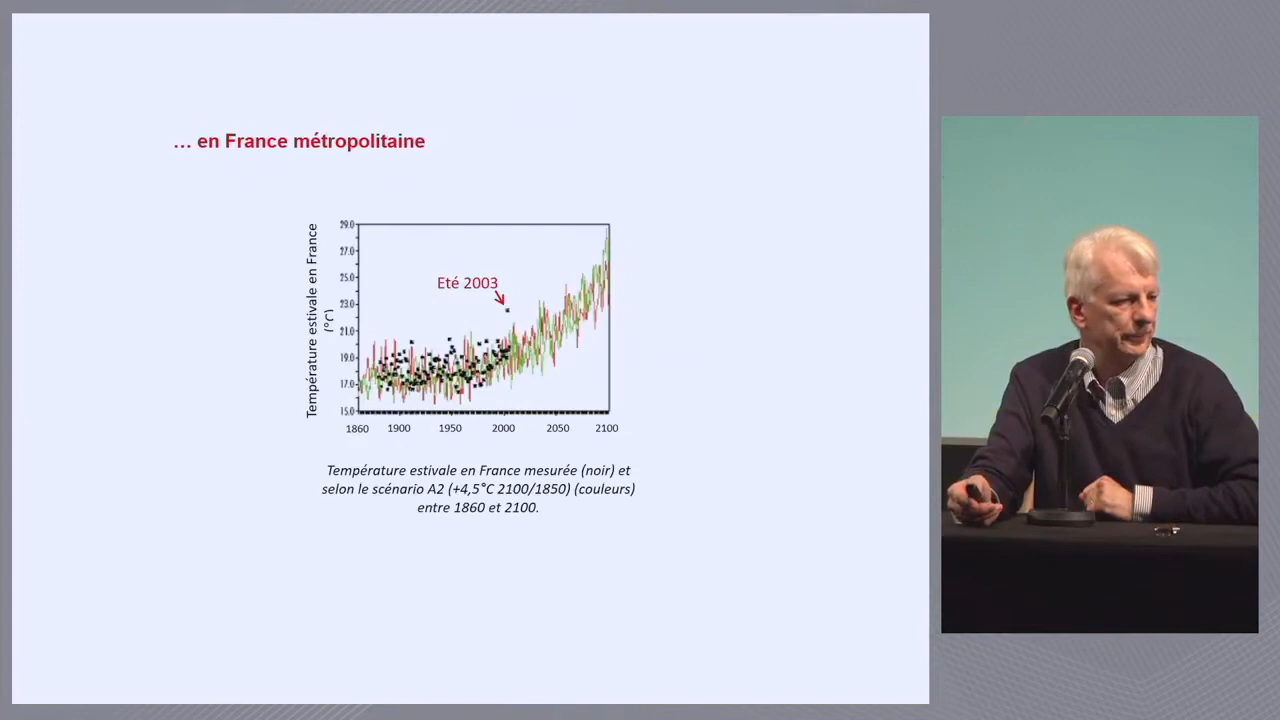 … en France métropolitaine
Température estivale en France
(°C)
29.0
27.0
25.0
23.0
21.0
19.0
17.0
15.0
Eté 2003
1860 1900 1950 2000 2050 2100
Température estivale en France mesurée (noir) et
selon le scénario A2 (+4,5°C 2100/1850) (couleurs)
entre 1860 et 2100.